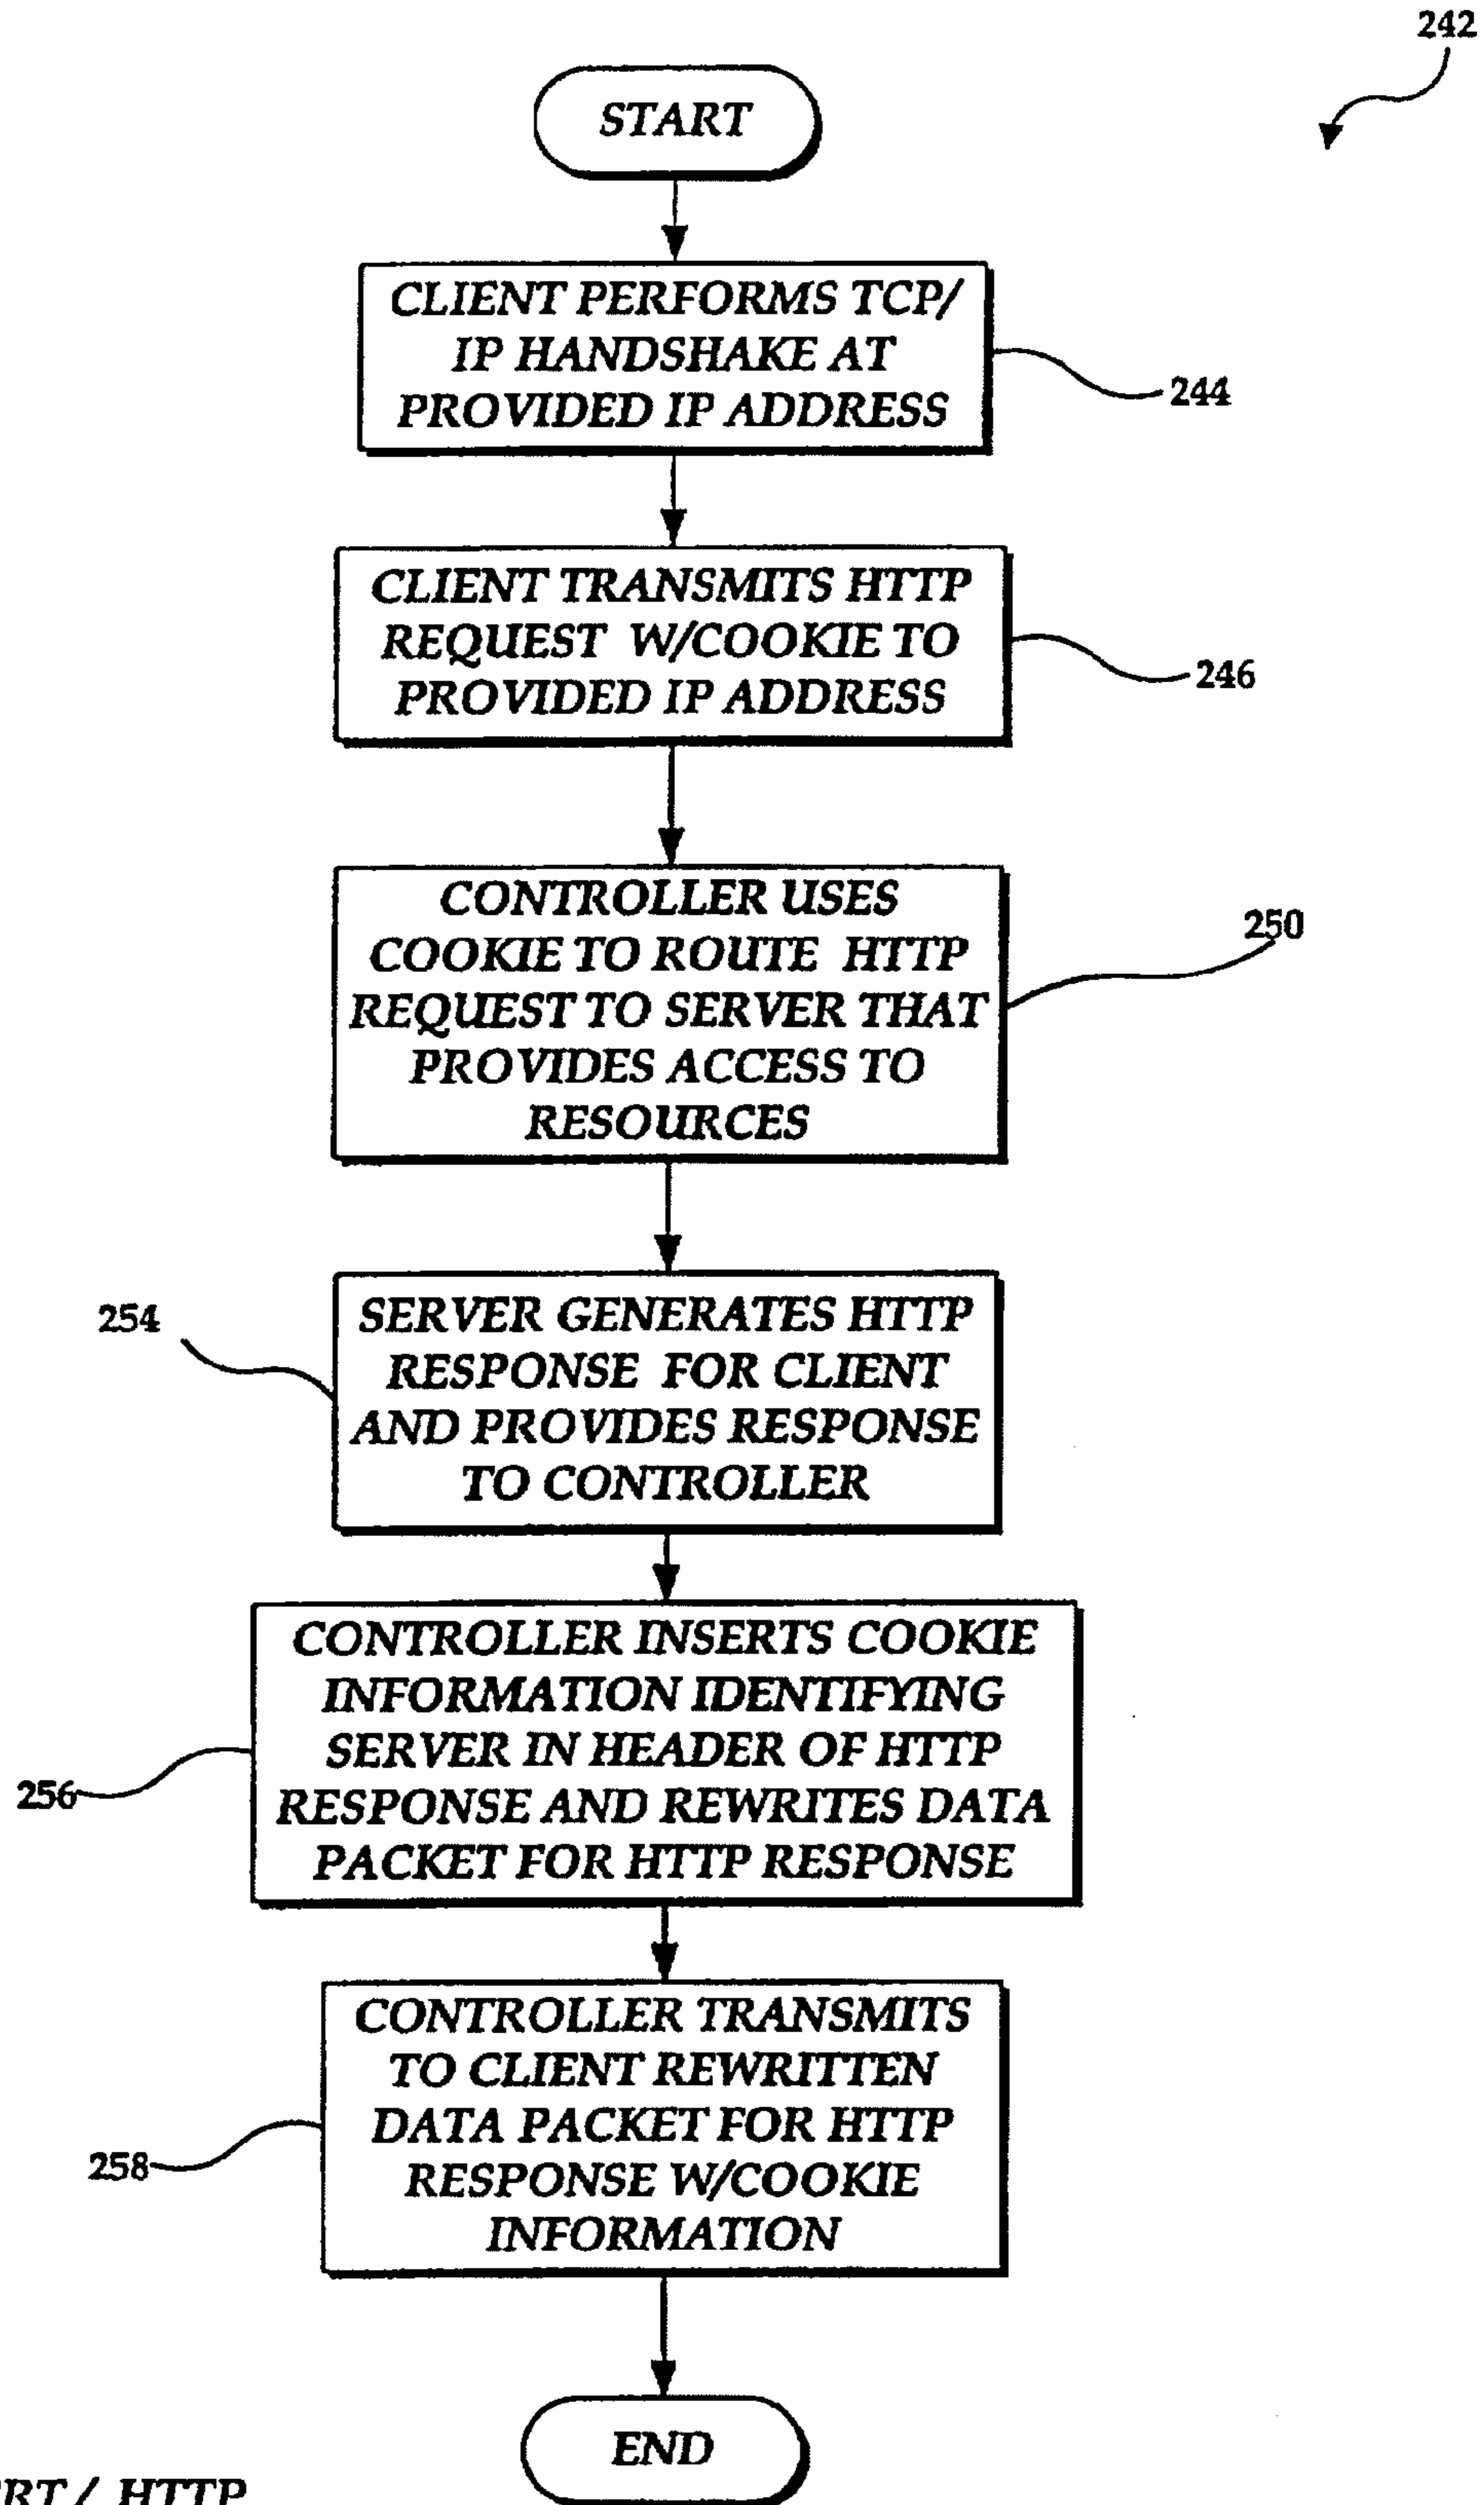 242
START
CLIENT PERFORMS TCP/
IP HANDSHAKE AT
PROVIDED IP ADDRESS
244
CLIENT TRANSMITS HTTP
REQUEST W/COOKIE TO
PROVIDED IP ADDRESS
246
CONTROLLER USES
COOKIE TO ROUTE HTTP
REQUEST TO SERVER THAT
PROVIDES ACCESS TO
RESOURCES
250
254
SERVER GENERATES HTTP
RESPONSE FOR CLIENT
AND PROVIDES RESPONSE
TO CONTROLLER
CONTROLLER INSERTS COOKIE
INFORMATION IDENTIFYING
SERVER IN HEADER OF HTTP
RESPONSE AND REWRITES DATA
PACKET FOR HTTP RESPONSE
256
CONTROLLER TRANSMITS
TO CLIENT REWRITTEN
DATA PACKET FOR HTTP
RESPONSE W/COOKIE
INFORMATION
258
END
/ HTTP